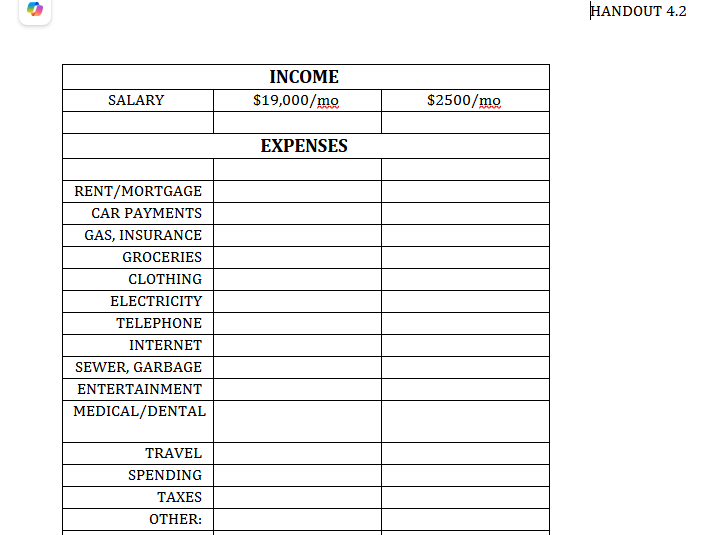 HANDOUT 4.2
INCOME
SALARY $19,000/mo $2500/mo
EXPENSES
RENT/MORTGAGE
CAR PAYMENTS
GAS, INSURANCE
GROCERIES
CLOTHING
ELECTRICITY
TELEPHONE
INTERNET
SEWER, GARBAGE
ENTERTAINMENT
MEDICAL/DENTAL
TRAVEL
SPENDING
TAXES
OTHER: